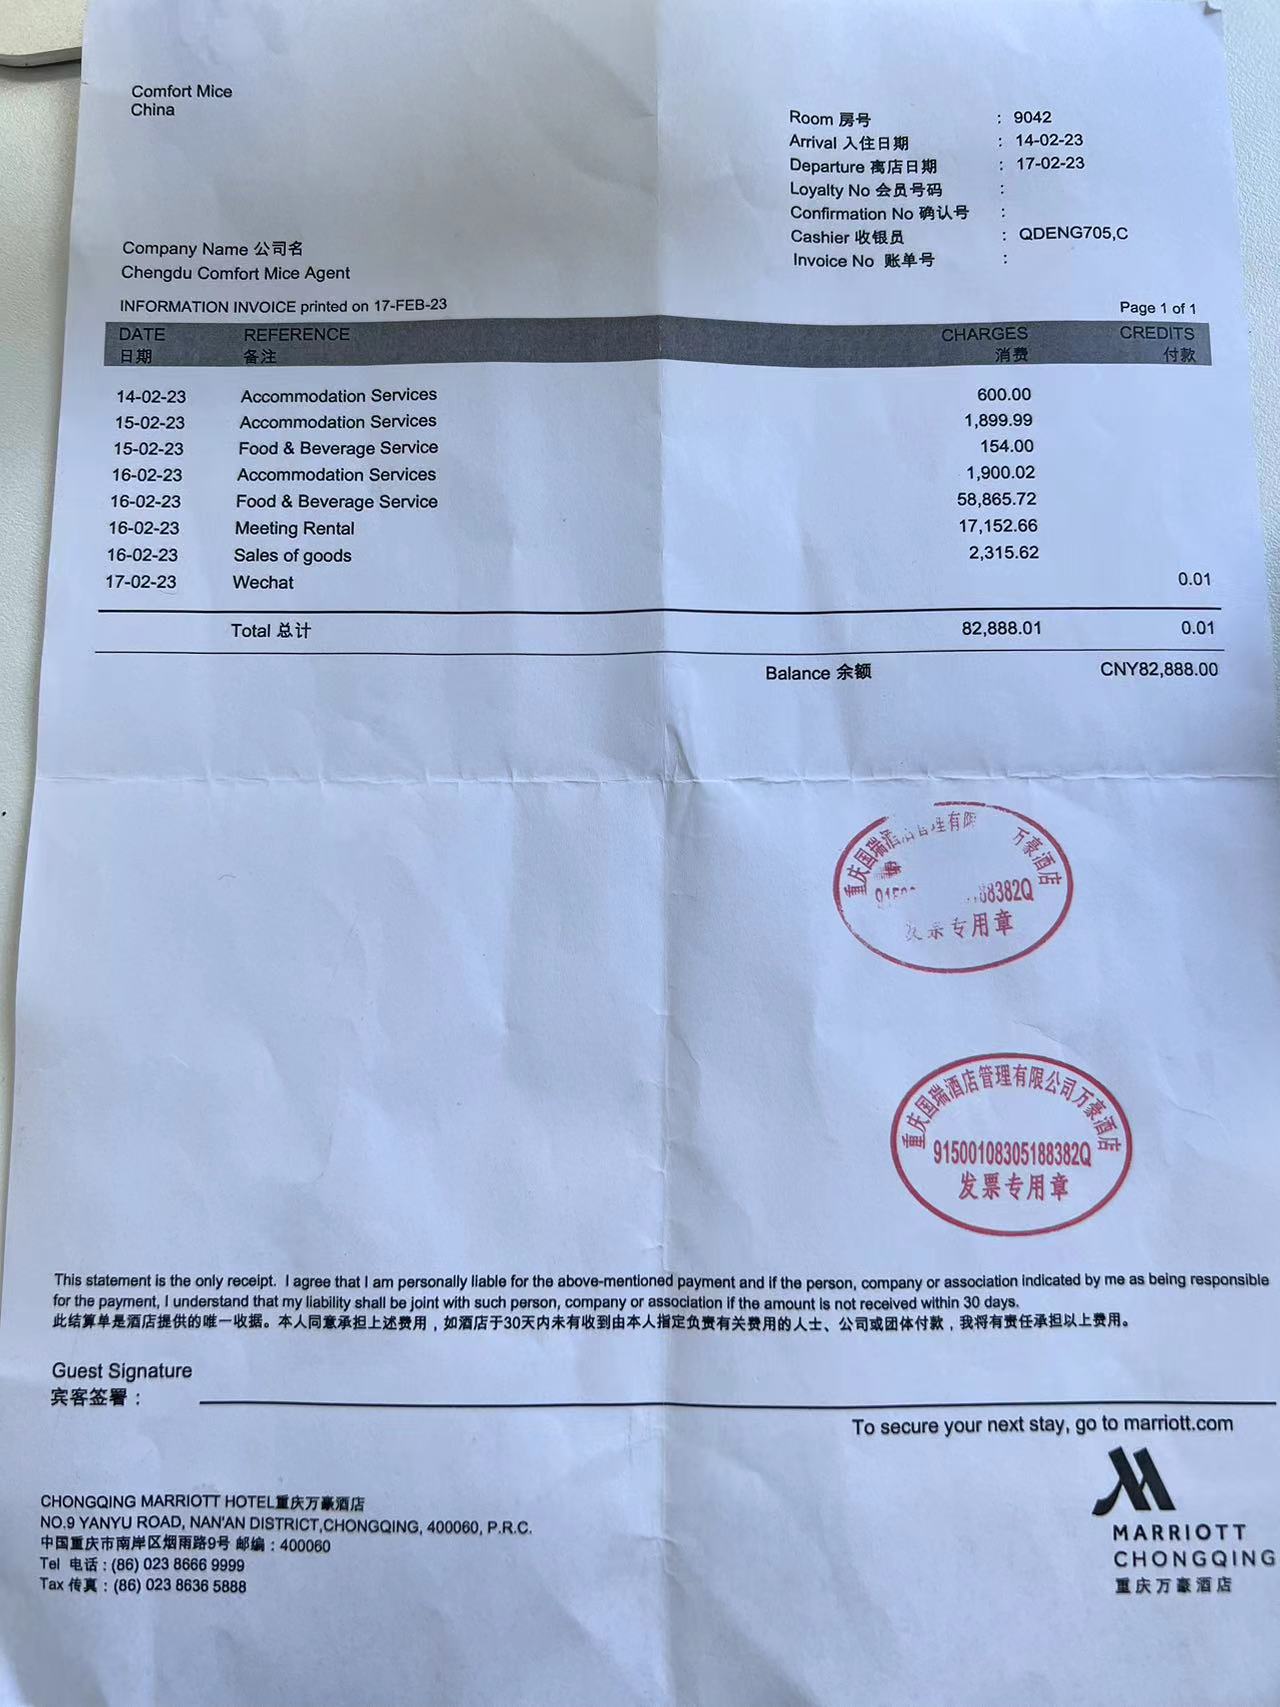 Comfort Mice
China
Room 房号 : 9042
Arrival 入住日期 : 14-02-23
Departure 离店日期 : 17-02-23
Loyalty No 会员号码 :
Confirmation No 确认号 :
Cashier 收银员 : QDENG705,C
Invoice No 账单号 :
Company Name 公司名
Chengdu Comfort Mice Agent
INFORMATION INVOICE printed on 17-FEB-23 Page 1 of 1
DATE REFERENCE CHARGES CREDITS
日期 备注 消费 付款
14-02-23 Accommodation Services 600.00
15-02-23 Accommodation Services 1,899.99
15-02-23 Food & Beverage Service 154.00
16-02-23 Accommodation Services 1,900.02
16-02-23 Food & Beverage Service 58,865.72
16-02-23 Meeting Rental 17,152.66
16-02-23 Sales of goods 2,315.62
17-02-23 Wechat 0.01
Total 总计 82,888.01 0.01
Balance 余额 CNY82,888.00
重庆国瑞酒 有限 万豪酒店
88382Q
票专用章
重庆国瑞酒店管理有限公司万豪酒店
91500108305188382Q
发票专用章
This statement is the only receipt. I agree that I am personally liable for the above-mentioned payment and if the person, company or association indicated by me as being responsible
for the payment, I understand that my liability shall be joint with such person, company or association if the amount is not received within 30 days.
此结算单是酒店提供的唯一收据。本人同意承担上述费用，如酒店于30天内未有收到由本人指定负责有关费用的人士、公司或团体付款，我将有责任承担以上费用。
Guest Signature
宾客签署：
To secure your next stay, go to marriott.com
CHONGQING MARRIOTT HOTEL重庆万豪酒店
NO.9 YANYU ROAD, NAN'AN DISTRICT,CHONGQING, 400060, P.R.C.
中国重庆市南岸区烟雨路9号 邮编：400060
Tel 电话 : (86) 023 8666 9999
Tax 传真 : (86) 023 8636 5888
MARRIOTT
CHONGQING
重庆万豪酒店